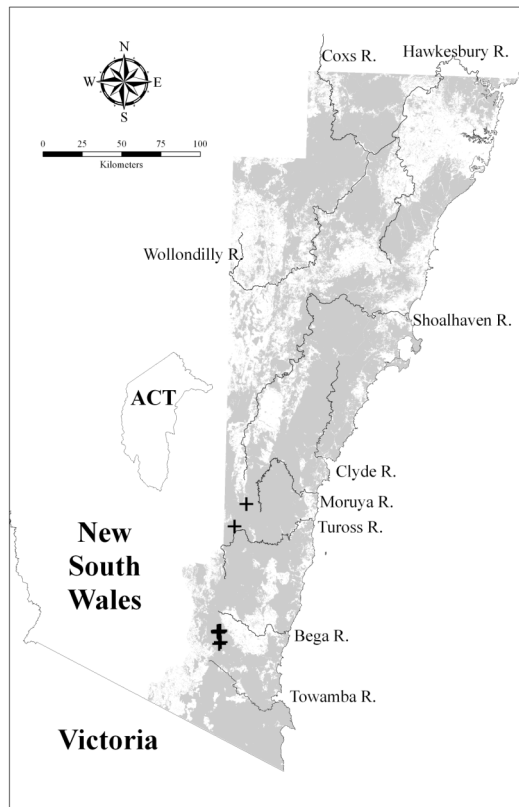 Coxs R.
Hawkesbury R.
N
W
E
S
0 25 50 75 100
Kilometers
Wollondilly R.
Shoalhaven R.
ACT
Clyde R.
Moruya R.
Tuross R.
New
South
Wales
Bega R.
Towamba R.
Victoria